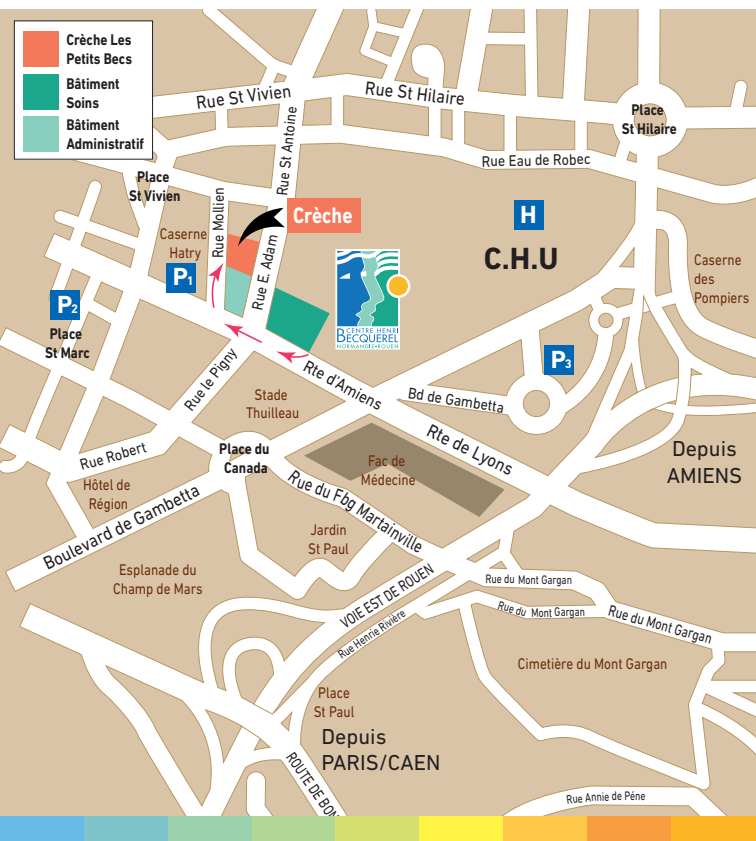 Crèche Les
Petits Becs
Bâtiment
Soins
Bâtiment
Administratif
Rue St Vivien
Rue St Hilaire
Place
St Hilaire
Rue St Antoine
Rue Eau de Robec
Place
St Vivien
Rue Mollien
Crèche
H
C.H.U
Caserne
Hatry
Rue E. Adam
Caserne
des
Pompiers
P1
P2
Place
St Marc
CENTRE HENRI
BECQUEREL
NORMANDIE-ROUEN
P3
Rue le Pigny
Stade
Thuilleau
Rte d'Amiens
Bd de Gambetta
Rte de Lyons
Rue Robert
Place du
Canada
Fac de
Médecine
Depuis
AMIENS
Hôtel de
Région
Boulevard de Gambetta
Rue du Fbg Martainville
Jardin
St Paul
Esplanade du
Champ de Mars
VOIE EST DE ROUEN
Rue Henrie Rivière
Rue du Mont Gargan
Rue du Mont Gargan
Rue du Mont Gargan
Cimetière du Mont Gargan
Place
St Paul
Depuis
PARIS/CAEN
ROUTE DE BON
Rue Annie de Péne